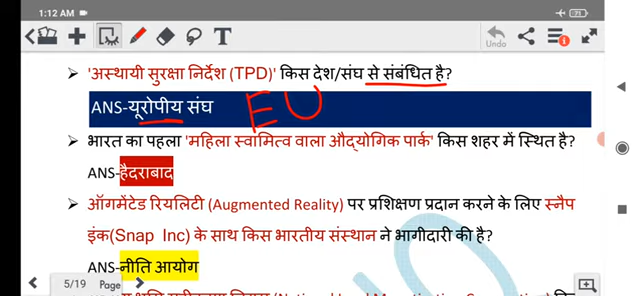 1:12 AM
71
Undo
'अस्थायी सुरक्षा निर्देश (TPD)' किस देश/संघ से संबंधित है?
ANS-यूरोपीय संघ EU
भारत का पहला 'महिला स्वामित्व वाला औद्योगिक पार्क' किस शहर में स्थित है?
ANS-हैदराबाद
ऑगमेंटेड रियलिटी (Augmented Reality) पर प्रशिक्षण प्रदान करने के लिए स्नैप
इंक(Snap Inc) के साथ किस भारतीय संस्थान ने भागीदारी की है?
ANS-नीति आयोग
5/19 Page